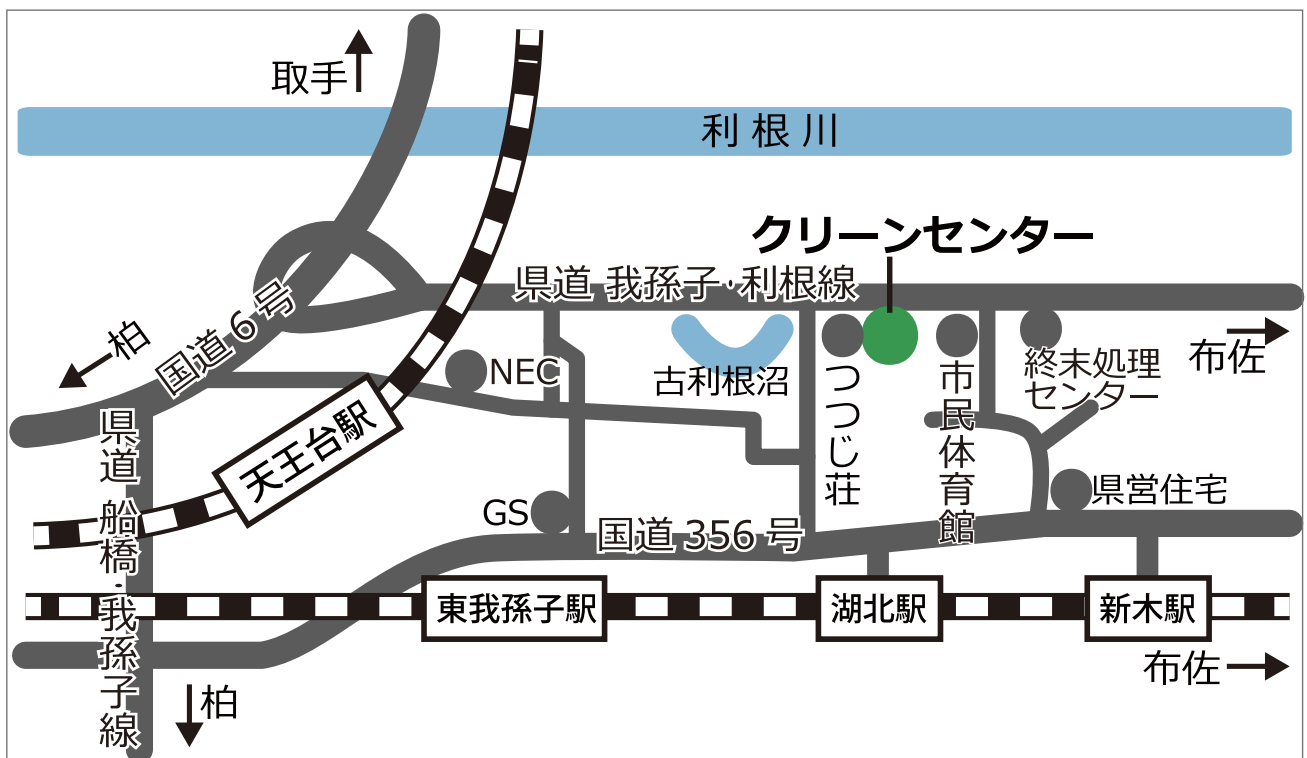 取手
利根川
クリーンセンター
県道 我孫子・利根線
国道6号
柏
布佐
NEC
古利根沼
つつじ荘
市民体育館
終末処理
センター
県道 船橋・我孫子線
天王台駅
GS
国道 356 号
県営住宅
東我孫子駅
湖北駅
新木駅
布佐
柏